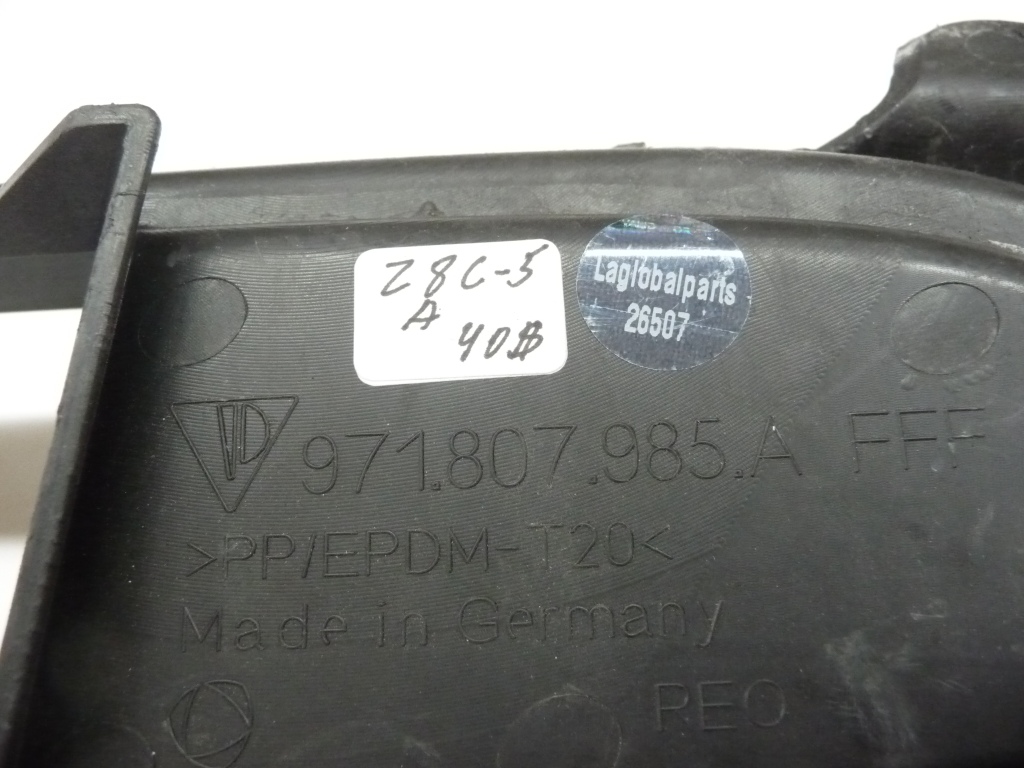 Z8C-5
A
40$
Laglobalparts
26507
971.807.985.A FFF
>PP/EPDM-T20<
Made in Germany
PEO